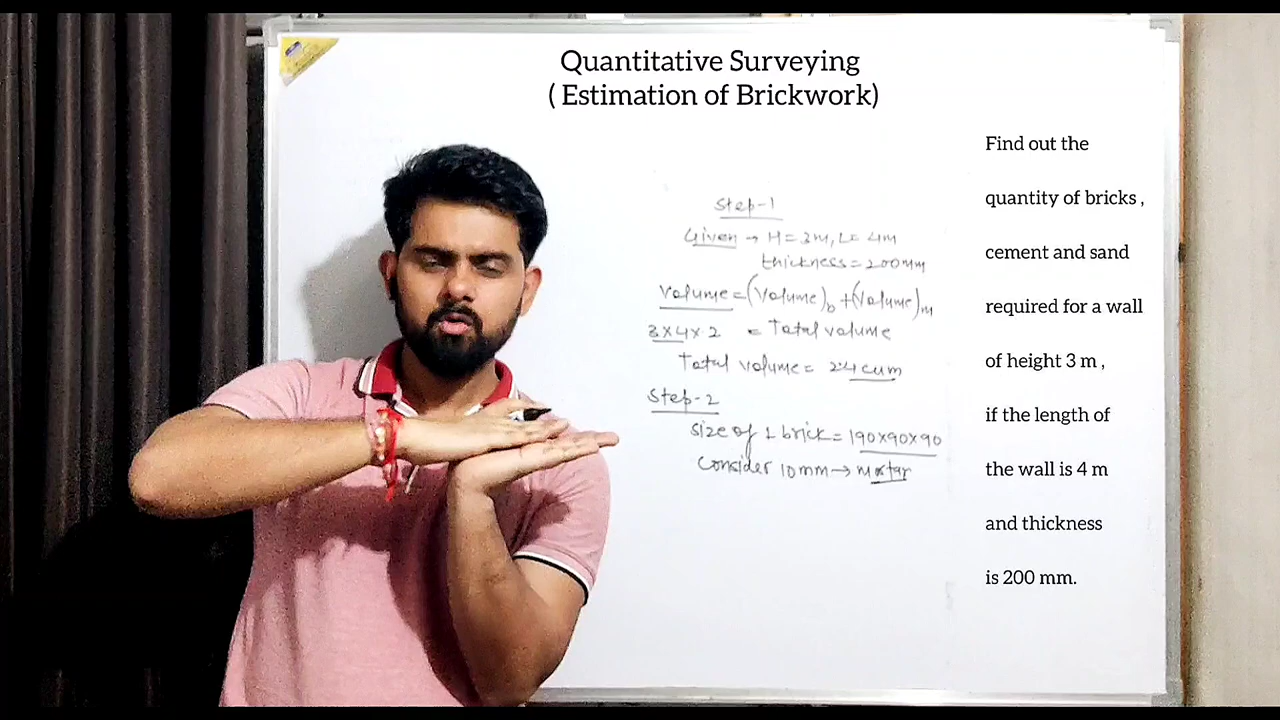 Quantitative Surveying
( Estimation of Brickwork)
Step-1
Given → H = 3m, L = 4m
thickness = 200mm
Volume = (Volume)b + (Volume)m
3x4x.2 = Total volume
Total volume = 2.4 cum
Step-2
Size of 1 brick = 190x90x90
Consider 10mm → Mortar
Find out the
quantity of bricks ,
cement and sand
required for a wall
of height 3 m ,
if the length of
the wall is 4 m
and thickness
is 200 mm.